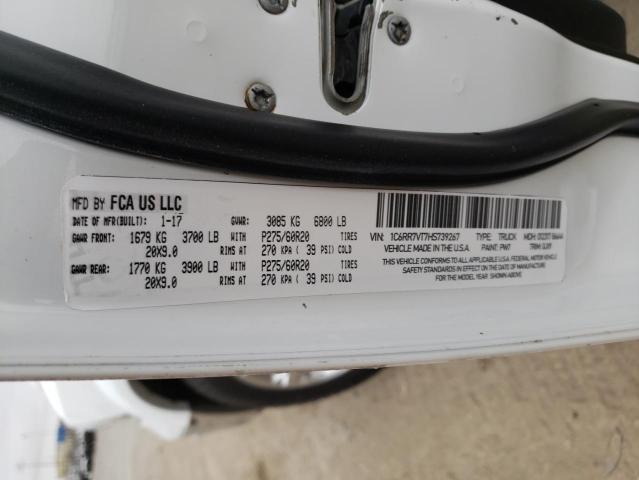 MFD BY FCA US LLC
DATE OF MFR(BUILT): 1-17 GVWR: 3085 KG 6800 LB
GAWR FRONT: 1679 KG 3700 LB WITH P275/60R20 TIRES
20X9.0 RIMS AT 270 KPA ( 39 PSI) COLD
GAWR REAR: 1770 KG 3900 LB WITH P275/60R20 TIRES
20X9.0 RIMS AT 270 KPA ( 39 PSI) COLD
VIN: 1C6RR7VT7HS739267 TYPE: TRUCK MDH:
VEHICLE MADE IN U.S.A. PAINT: PW7 TRIM:
THIS VEHICLE CONFORMS TO ALL APPLICABLE U.S.A. FEDERAL MOTOR VEHICLE
SAFETY STANDARDS IN EFFECT ON THE DATE OF MANUFACTURE
FOR THE MODEL YEAR SHOWN ABOVE